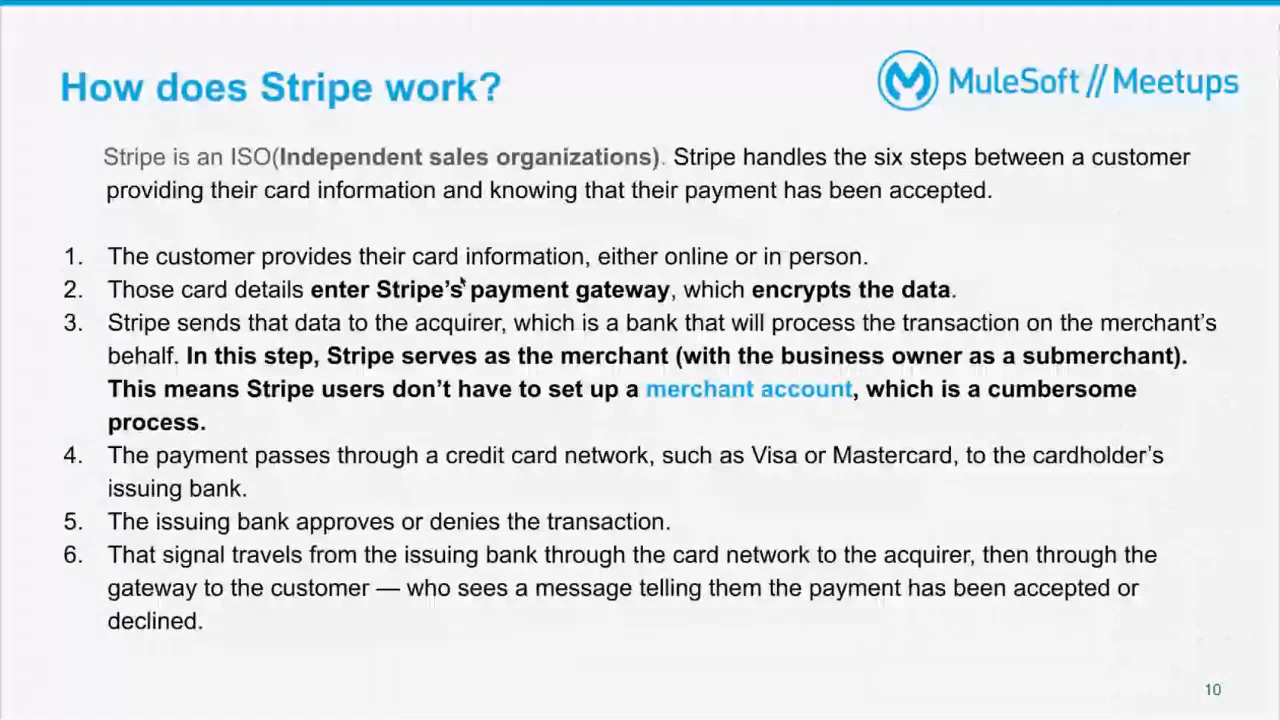 How does Stripe work?
MuleSoft // Meetups
Stripe is an ISO(Independent sales organizations). Stripe handles the six steps between a customer
providing their card information and knowing that their payment has been accepted.
1. The customer provides their card information, either online or in person.
2. Those card details enter Stripe’s payment gateway, which encrypts the data.
3. Stripe sends that data to the acquirer, which is a bank that will process the transaction on the merchant’s
behalf. In this step, Stripe serves as the merchant (with the business owner as a submerchant).
This means Stripe users don’t have to set up a merchant account, which is a cumbersome
process.
4. The payment passes through a credit card network, such as Visa or Mastercard, to the cardholder’s
issuing bank.
5. The issuing bank approves or denies the transaction.
6. That signal travels from the issuing bank through the card network to the acquirer, then through the
gateway to the customer — who sees a message telling them the payment has been accepted or
declined.
10